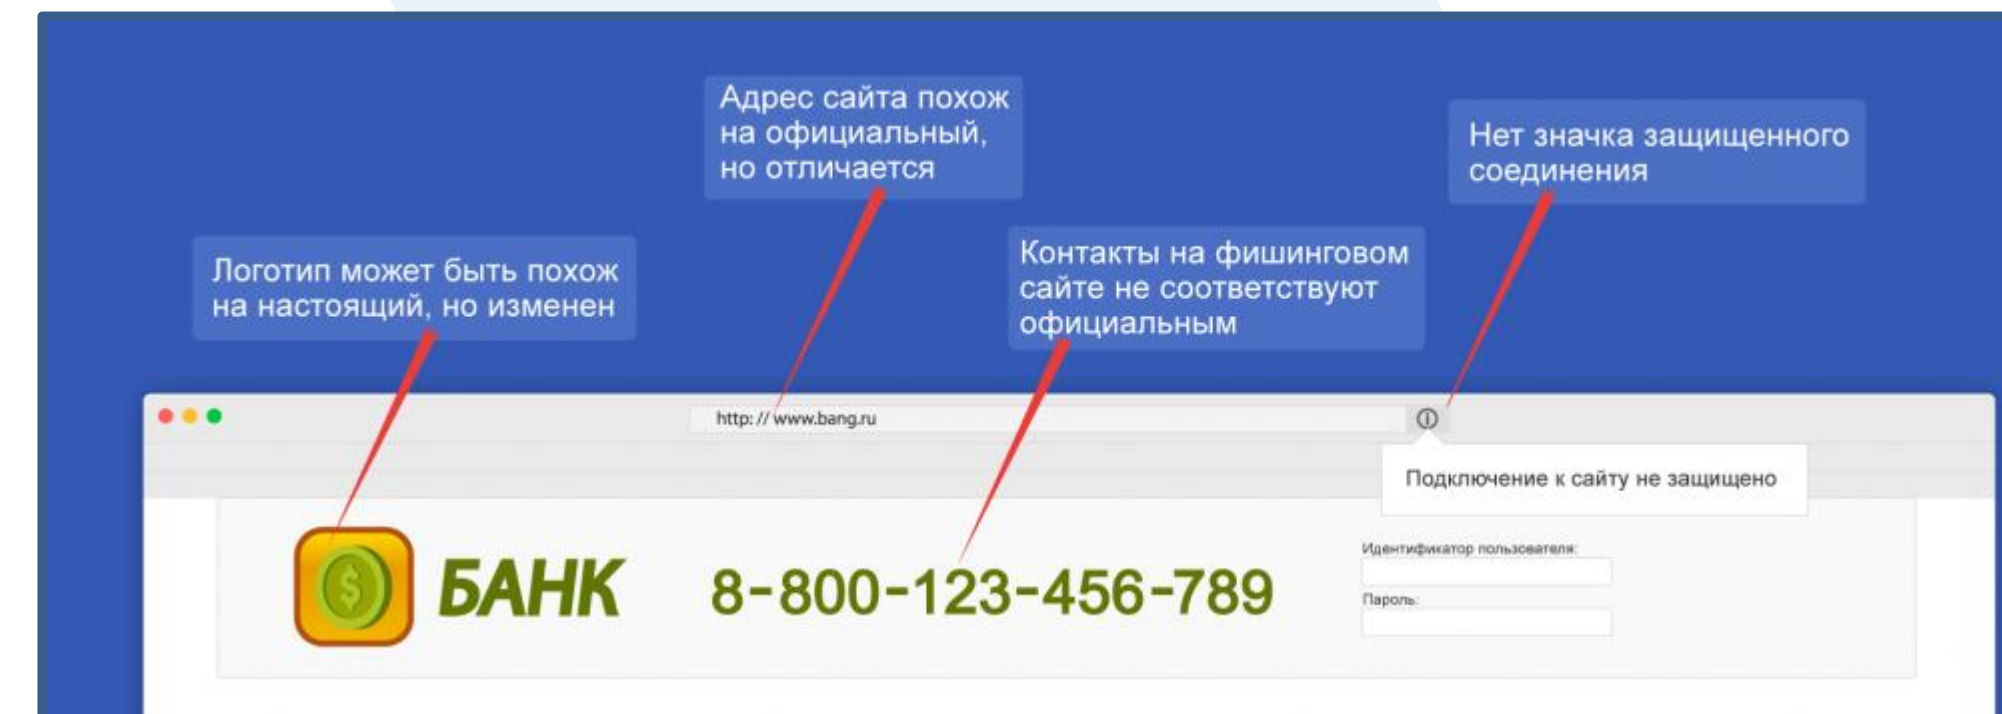 Адрес сайта похож
на официальный,
но отличается
Нет значка защищенного
соединения
Логотип может быть похож
на настоящий, но изменен
Контакты на фишинговом
сайте не соответствуют
официальным
http: // www.bang.ru
Подключение к сайту не защищено
БАНК
8-800-123-456-789
Идентификатор пользователя:
Пароль: